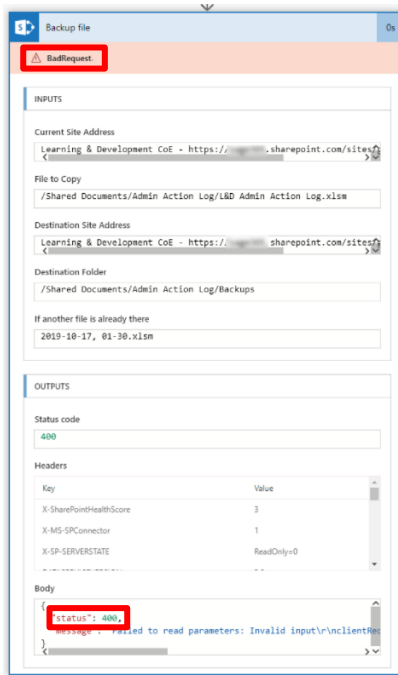 S
Backup file
0s
BadRequest.
INPUTS
Current Site Address
Learning & Development CoE - https:/ .sharepoint.com/sites/
File to Copy
/Shared Documents/Admin Action Log/L&D Admin Action Log.xlsm
Destination Site Address
Learning & Development CoE - https:/ sharepoint.com/sites/
Destination Folder
/Shared Documents/Admin Action Log/Backups
If another file is already there
2019-10-17, 01-30.xlsm
OUTPUTS
Status code
400
Headers
Key Value
X-SharePointHealthScore 3
X-MS-SPConnector 1
X-SP-SERVERSTATE ReadOnly=0
Body
{
"status": 400,
"message": "Failed to read parameters: Invalid input\r\nclientReq
}